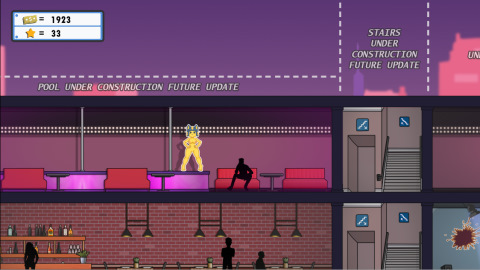 = 1923
= 33
STAIRS
UNDER
CONSTRUCTION
FUTURE UPDATE
POOL UNDER CONSTRUCTION FUTURE UPDATE